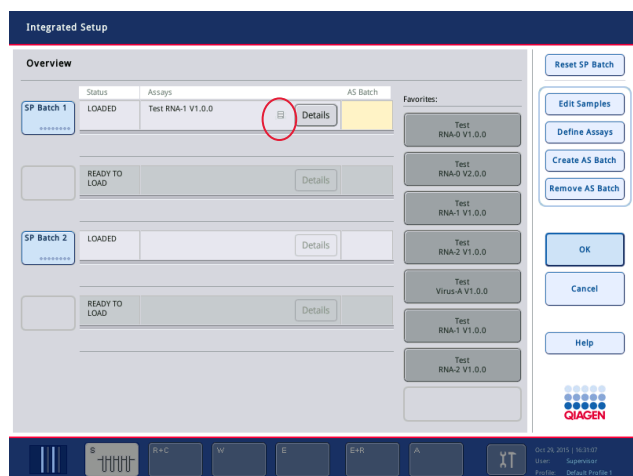 Integrated Setup
Overview
Status Assays AS Batch
SP Batch 1
LOADED Test RNA-1 V1.0.0 Details
READY TO
LOAD
Details
SP Batch 2
LOADED Details
READY TO
LOAD
Details
Favorites:
Test
RNA-0 V1.0.0
Test
RNA-0 V2.0.0
Test
RNA-1 V1.0.0
Test
RNA-2 V1.0.0
Test
Virus-A V1.0.0
Test
RNA-1 V1.0.0
Test
RNA-2 V1.0.0
Reset SP Batch
Edit Samples
Define Assays
Create AS Batch
Remove AS Batch
OK
Cancel
Help
QIAGEN
S R+C W E E+R A
Oct 29, 2015 | 16:31:07
User: Supervisor
Profile: Default Profile 1